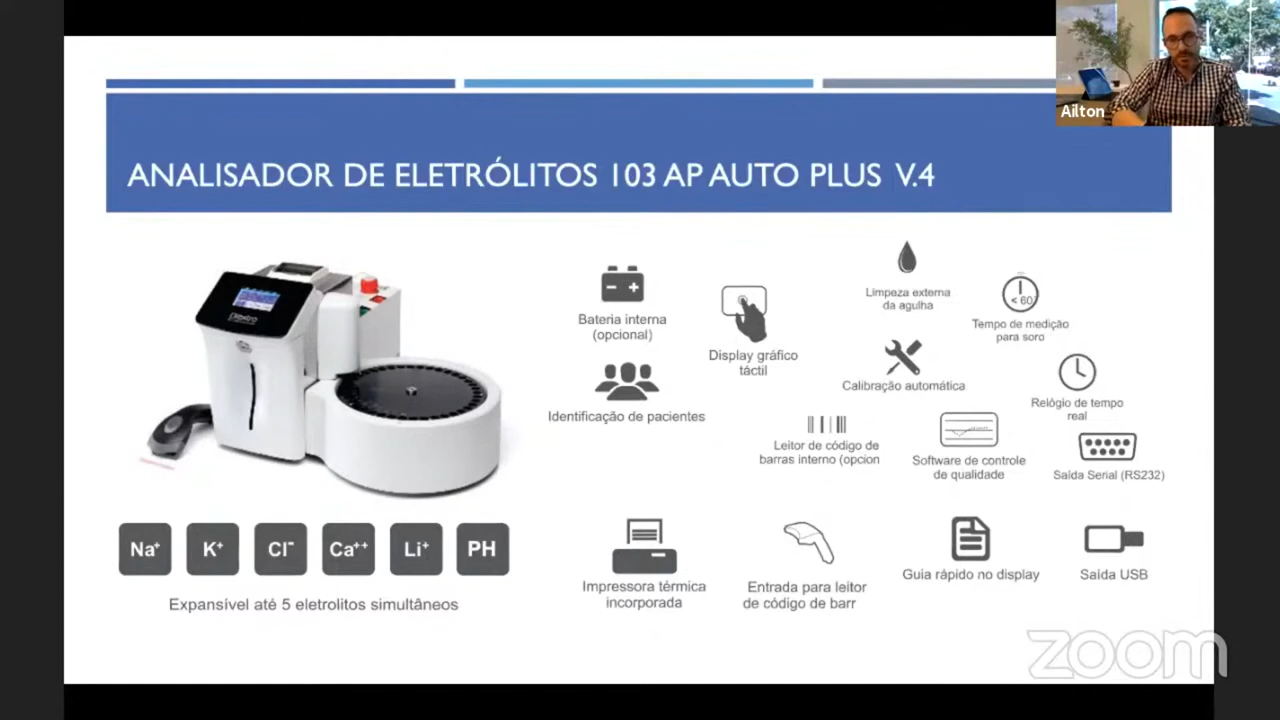 Ailton
ANALISADOR DE ELETRÓLITOS 103 AP AUTO PLUS V.4
Bateria interna
(opcional)
Display gráfico
táctil
Limpeza externa
da agulha
< 60
Tempo de medição
para soro
Identificação de pacientes
Calibração automática
Relógio de tempo
real
Leitor de código de
barras interno (opcion
Software de controle
de qualidade
Saída Serial (RS232)
Na+
K+
Cl-
Ca++
Li+
PH
Expansível até 5 eletrolitos simultâneos
Impressora térmica
incorporada
Entrada para leitor
de código de barr
Guia rápido no display
Saída USB
zoom